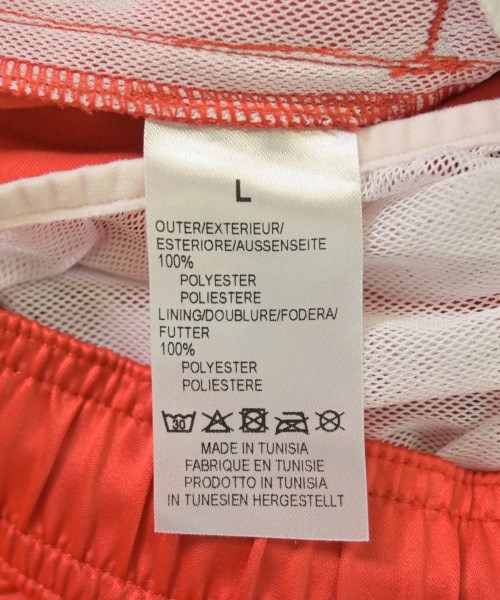 L
OUTER/EXTERIEUR/
ESTERIORE/AUSSENSEITE
100%
POLYESTER
POLIESTERE
LINING/DOUBLURE/FODERA/
FUTTER
100%
POLYESTER
POLIESTERE
30
MADE IN TUNISIA
FABRIQUE EN TUNISIE
PRODOTTO IN TUNISIA
IN TUNESIEN HERGESTELLT